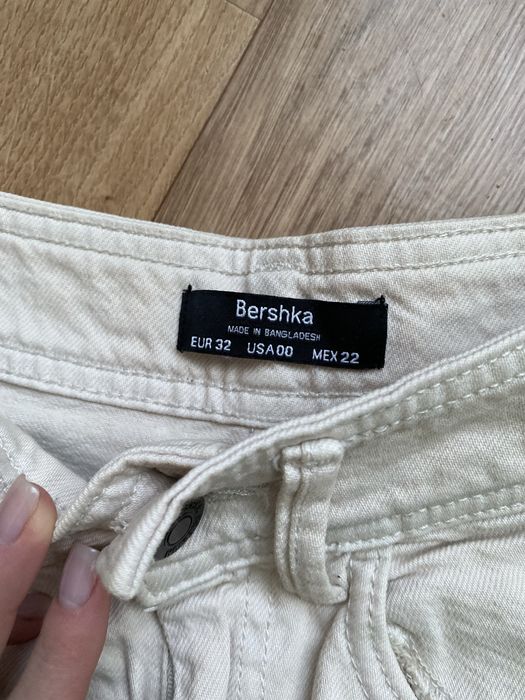 Bershka
MADE IN BANGLADESH
EUR 32 USA 00 MEX 22